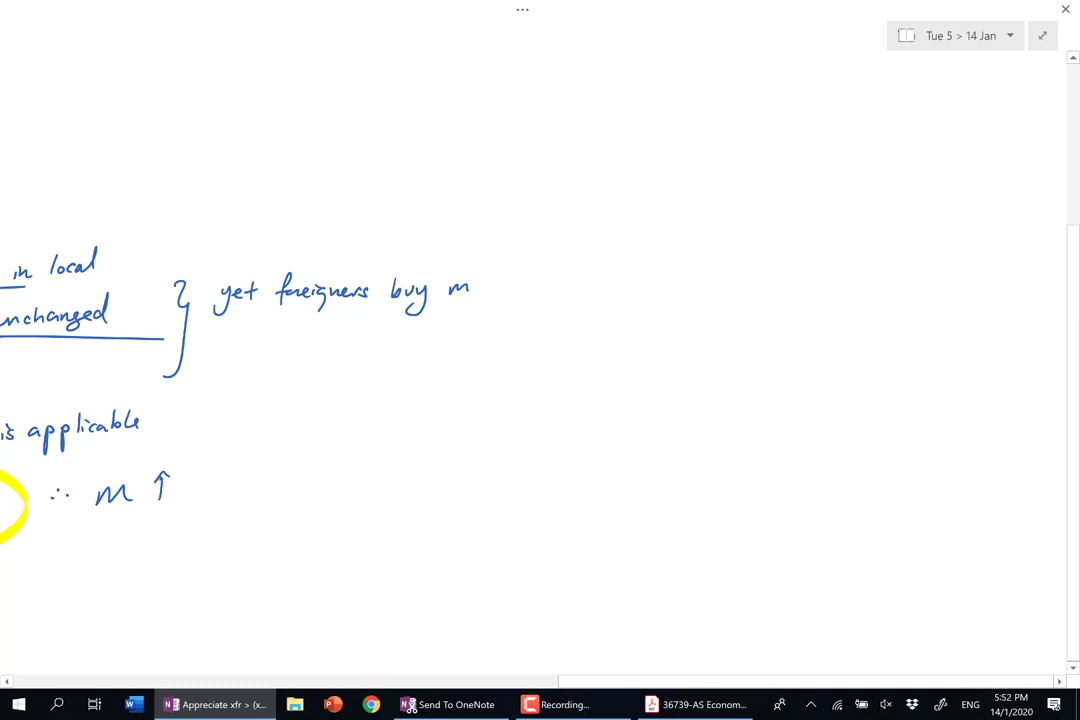 Tue 5 > 14 Jan
in local
unchanged
yet foreigners buy m
is applicable
∴ m ↑
Appreciate xfr > (x...
Send To OneNote
Recording...
36739-AS Econom...
ENG
5:52 PM
14/1/2020